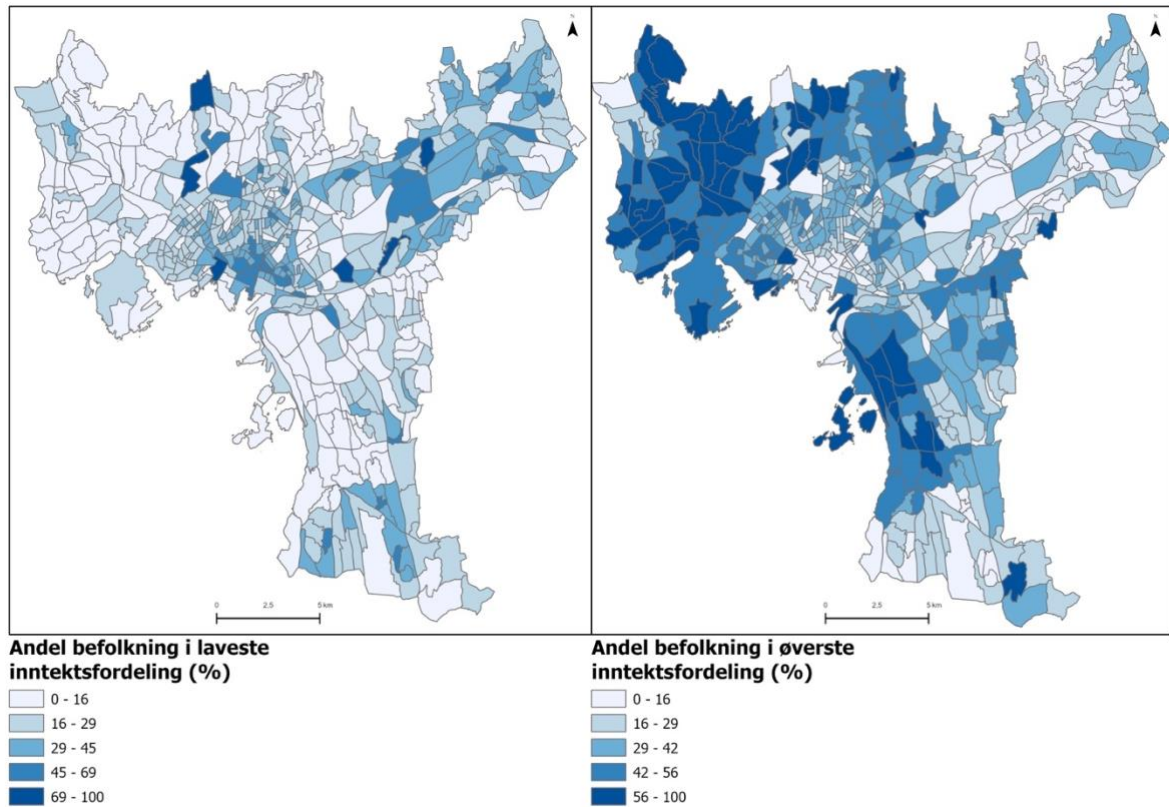 N
N
0 2.5 5 km
0 2.5 5 km
Andel befolkning i laveste
inntektsfordeling (%)
0 - 16
16 - 29
29 - 45
45 - 69
69 - 100
Andel befolkning i øverste
inntektsfordeling (%)
0 - 16
16 - 29
29 - 42
42 - 56
56 - 100